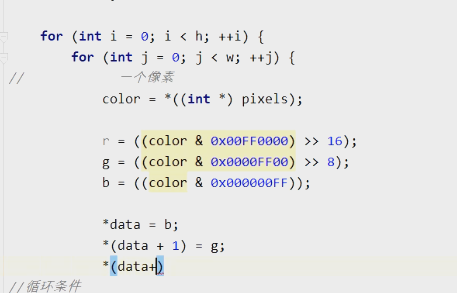 for (int i = 0; i < h; ++i) {
for (int j = 0; j < w; ++j) {
// 一个像素
color = *((int *) pixels);
r = ((color & 0x00FF0000) >> 16);
g = ((color & 0x0000FF00) >> 8);
b = ((color & 0x000000FF));
*data = b;
*(data + 1) = g;
*(data+)
//循环条件